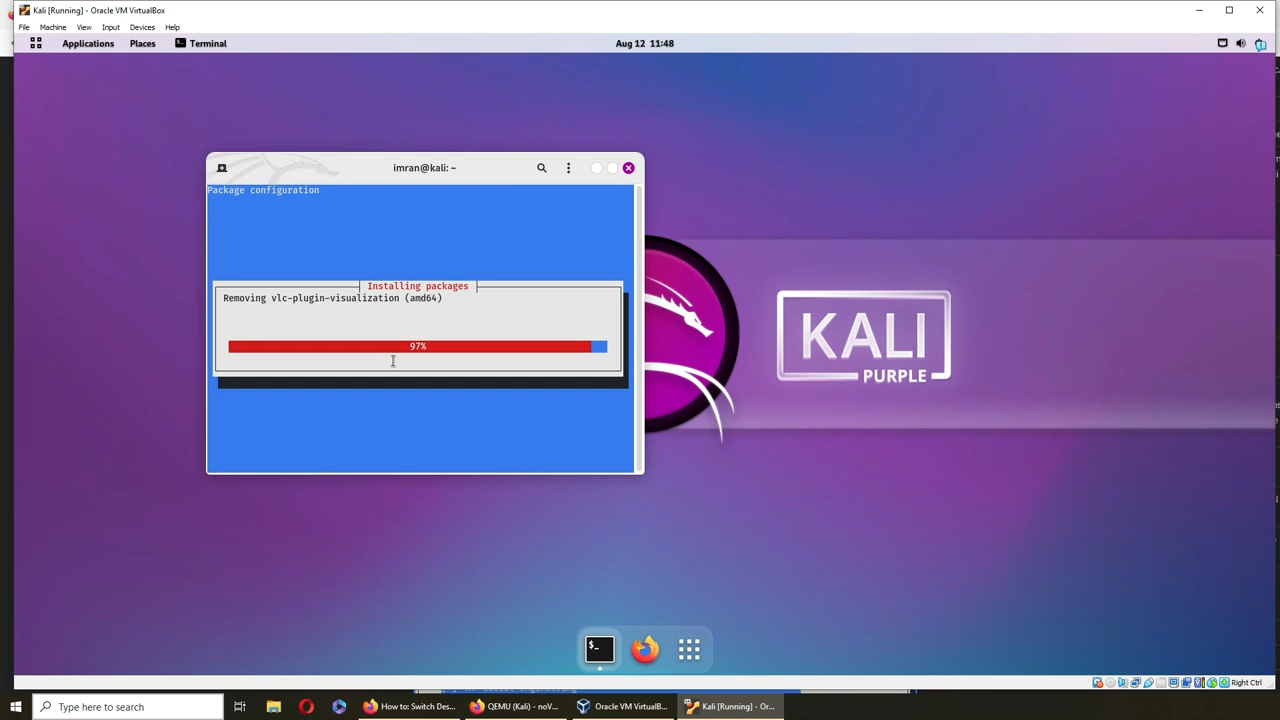 Kali [Running] - Oracle VM VirtualBox
File Machine View Input Devices Help
Applications Places Terminal Aug 12 11:48
imran@kali: ~
Package configuration
Installing packages
Removing vlc-plugin-visualization (amd64)
97%
KALI
PURPLE
$_
Right Ctrl
Type here to search
How to: Switch Des...
QEMU (Kali) - noV...
Oracle VM VirtualB...
Kali [Running] - Or...